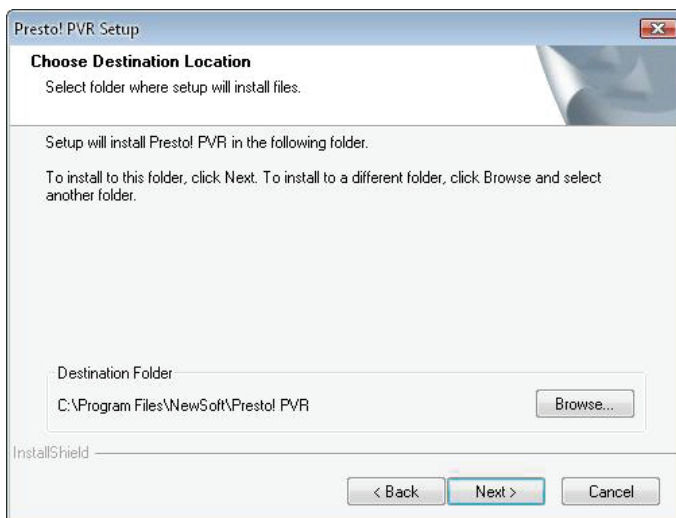 Presto! PVR Setup
Choose Destination Location
Select folder where setup will install files.
Setup will install Presto! PVR in the following folder.
To install to this folder, click Next. To install to a different folder, click Browse and select
another folder.
Destination Folder
C:\Program Files\NewSoft\Presto! PVR
Browse...
InstallShield
< Back
Next >
Cancel